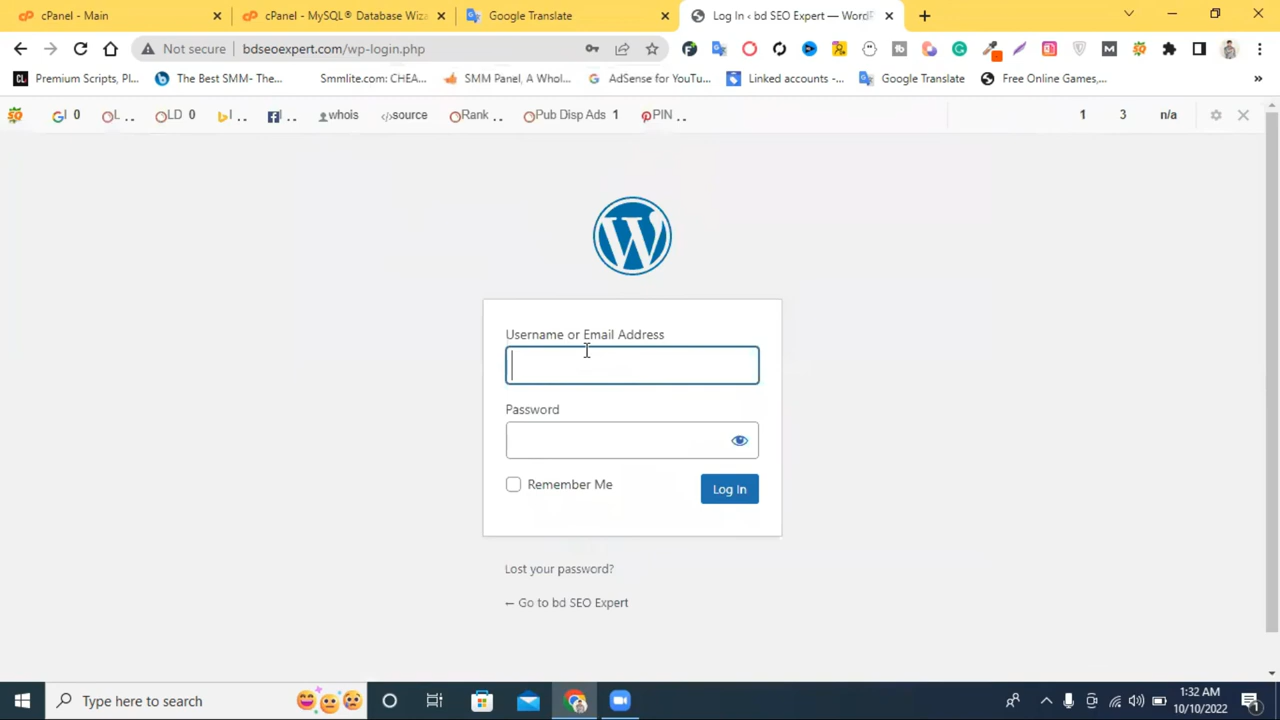 cPanel - Main
cPanel - MySQL® Database Wiza
Google Translate
Log In ‹ bd SEO Expert — WordP
Not secure
bdseoexpert.com/wp-login.php
Premium Scripts, Pl...
The Best SMM- The...
Smmlite.com: CHEA...
SMM Panel, A Whol...
AdSense for YouTu...
Linked accounts -...
Google Translate
Free Online Games,...
»
I 0
L ..
LD 0
I ..
I ..
whois
source
Rank ..
Pub Disp Ads 1
PIN ..
1
3
n/a
Username or Email Address
Password
Remember Me
Log In
Lost your password?
← Go to bd SEO Expert
Type here to search
1:32 AM
10/10/2022